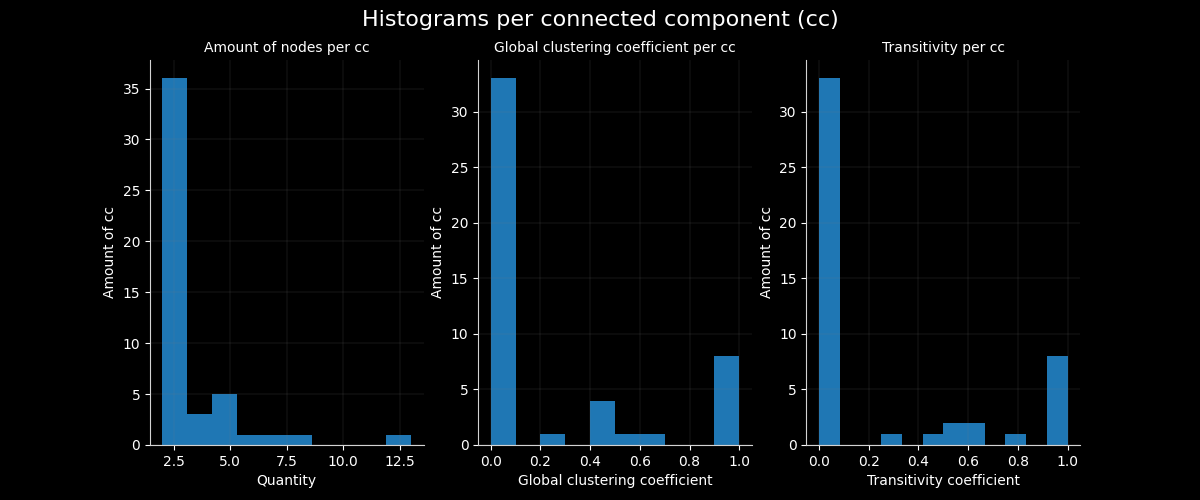 Histograms per connected component (cc)
Amount of nodes per cc
Amount of cc
35
30
25
20
15
10
5
0
2.5 5.0 7.5 10.0 12.5
Quantity
Global clustering coefficient per cc
Amount of cc
30
25
20
15
10
5
0
0.0 0.2 0.4 0.6 0.8 1.0
Global clustering coefficient
Transitivity per cc
Amount of cc
30
25
20
15
10
5
0
0.0 0.2 0.4 0.6 0.8 1.0
Transitivity coefficient